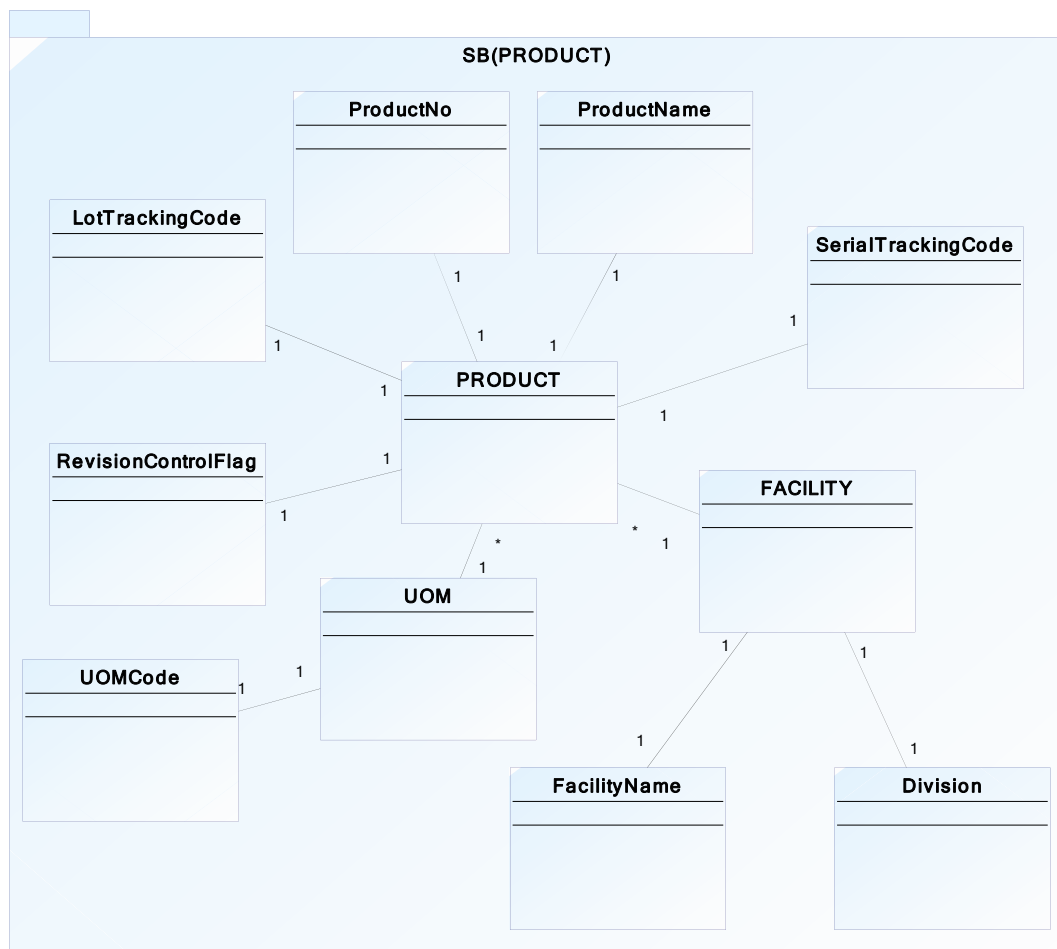 SB(PRODUCT)
ProductNo
ProductName
LotTrackingCode
SerialTrackingCode
1
1
1
1
1
1
PRODUCT
1
1
1
RevisionControlFlag
FACILITY
1
*
*
1
1
UOM
1
1
1
UOMCode
1
1
1
FacilityName
Division